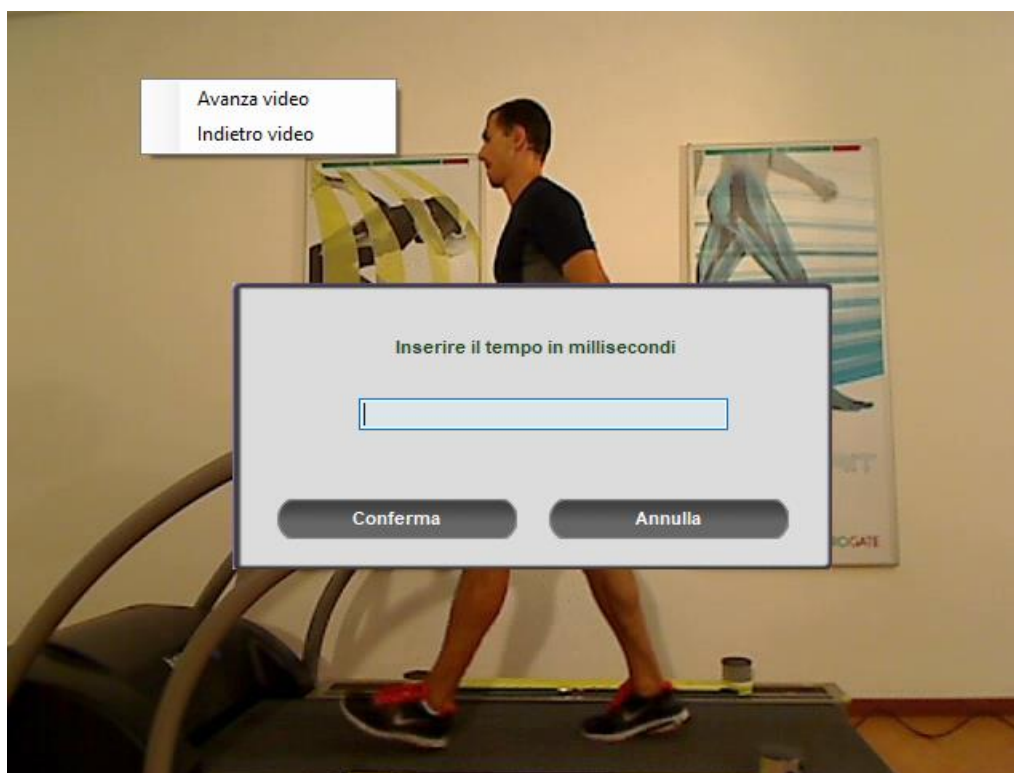 Avanza video
Indietro video
Inserire il tempo in millisecondi
Conferma
Annulla